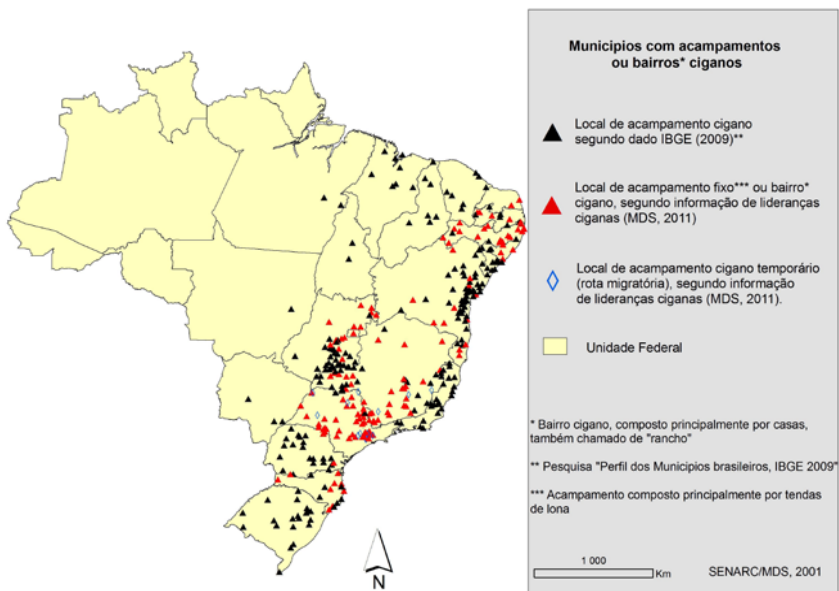 Municipios com acampamentos
ou bairros* ciganos
Local de acampamento cigano
segundo dado IBGE (2009)**
Local de acampamento fixo*** ou bairro*
cigano, segundo informação de lideranças
ciganas (MDS, 2011)
Local de acampamento cigano temporário
(rota migratória), segundo informação
de lideranças ciganas (MDS, 2011).
Unidade Federal
* Bairro cigano, composto principalmente por casas,
também chamado de "rancho"
** Pesquisa "Perfil dos Municipios brasileiros, IBGE 2009"
*** Acampamento composto principalmente por tendas
de lona
1 000
Km
SENARC/MDS, 2001
N